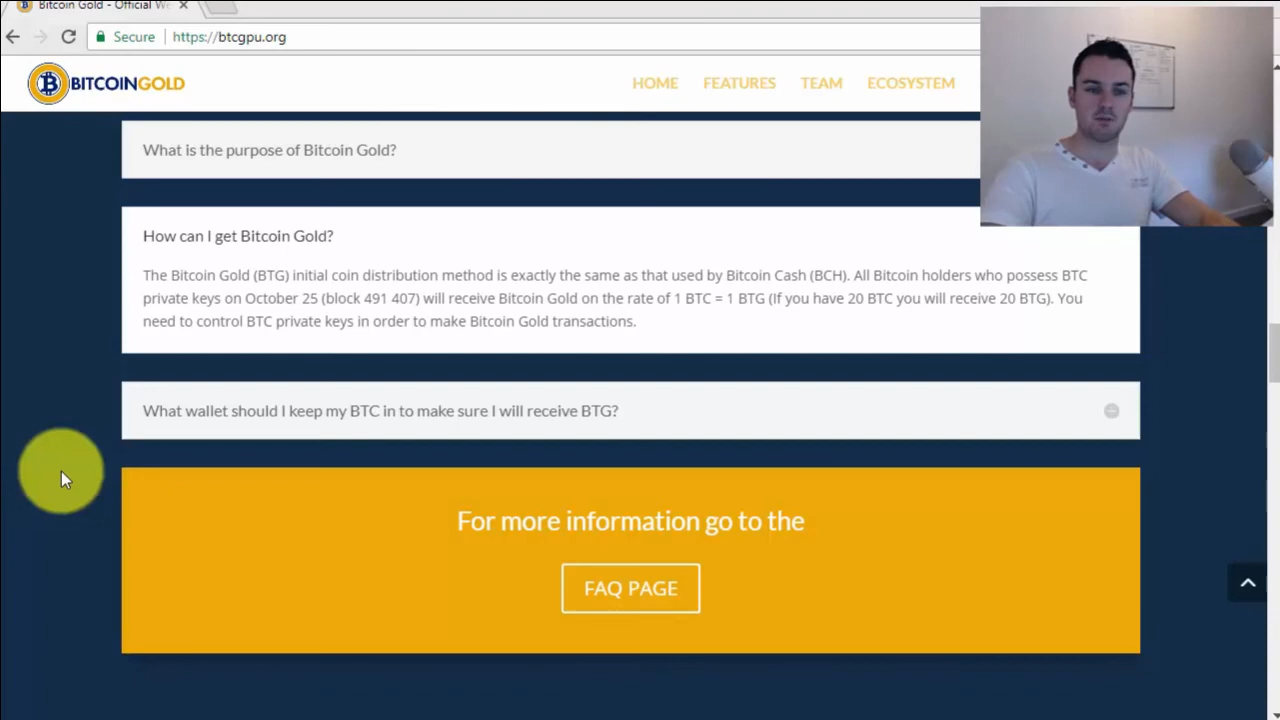 Bitcoin Gold - Official We
Secure https://btcgpu.org
BITCOINGOLD HOME FEATURES TEAM ECOSYSTEM
What is the purpose of Bitcoin Gold?
How can I get Bitcoin Gold?
The Bitcoin Gold (BTG) initial coin distribution method is exactly the same as that used by Bitcoin Cash (BCH). All Bitcoin holders who possess BTC
private keys on October 25 (block 491 407) will receive Bitcoin Gold on the rate of 1 BTC = 1 BTG (If you have 20 BTC you will receive 20 BTG). You
need to control BTC private keys in order to make Bitcoin Gold transactions.
What wallet should I keep my BTC in to make sure I will receive BTG?
For more information go to the
FAQ PAGE